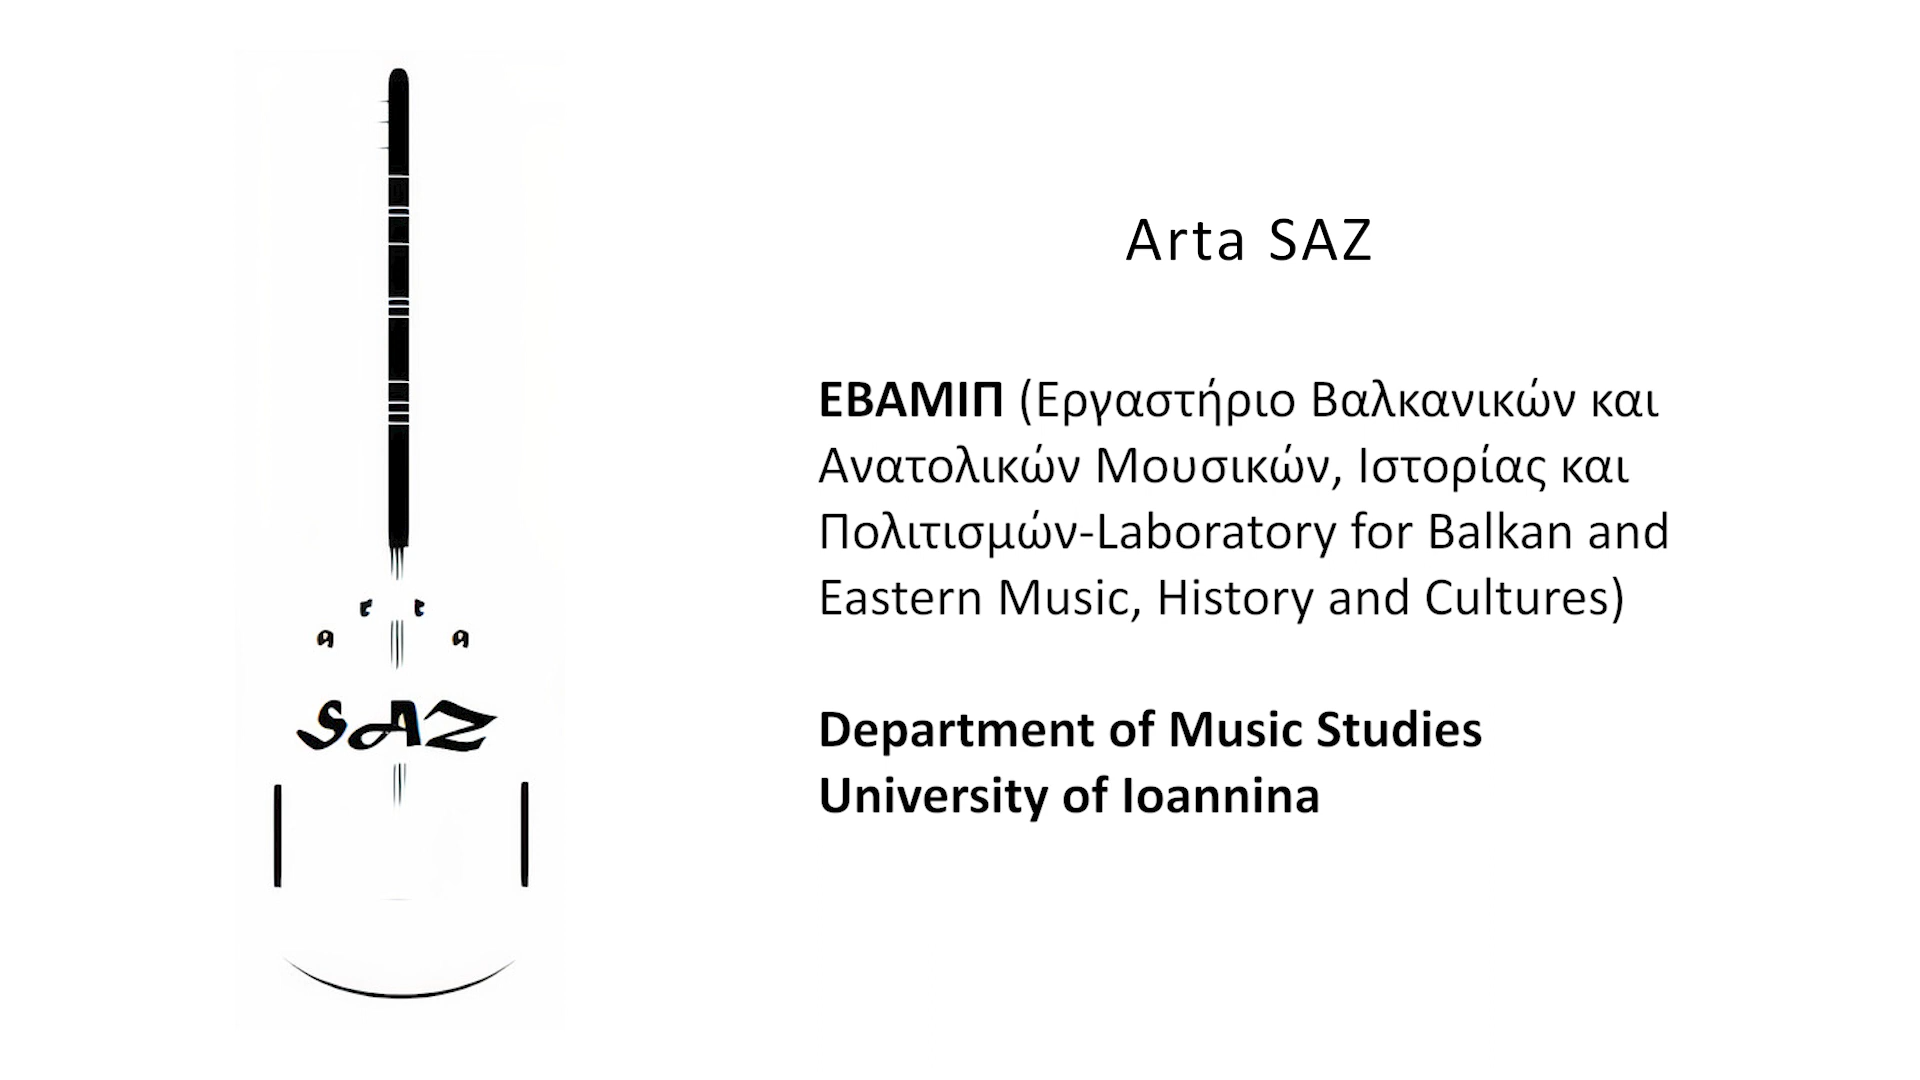 Arta SAZ
ΕΒΑΜΙΠ (Εργαστήριο Βαλκανικών και
Ανατολικών Μουσικών, Ιστορίας και
Πολιτισμών-Laboratory for Balkan and
Eastern Music, History and Cultures)
Department of Music Studies
University of Ioannina
a r t a
SAZ